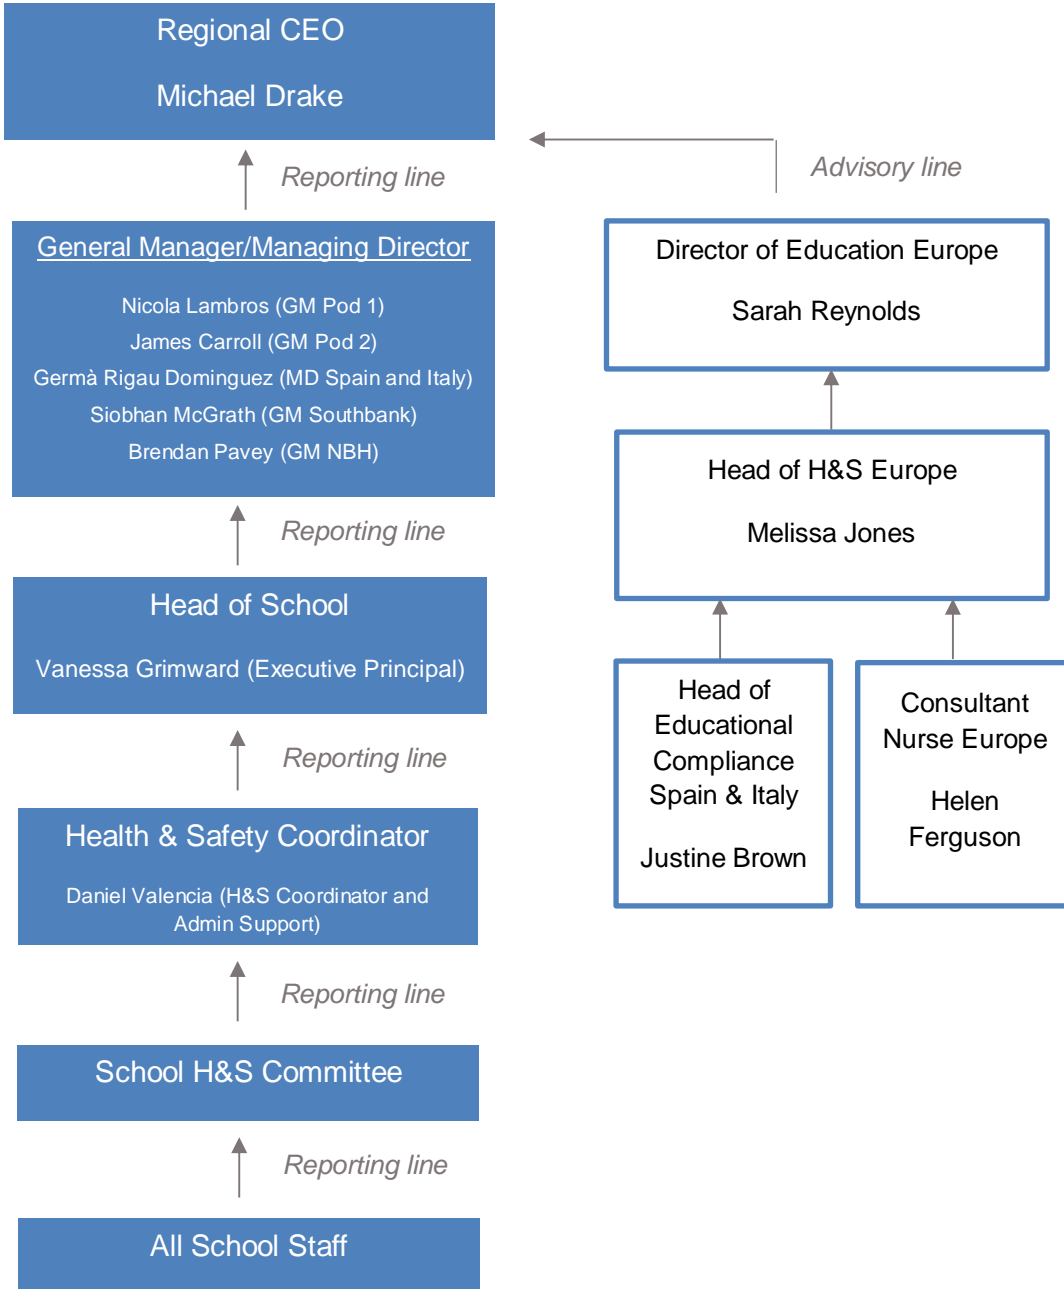 Regional CEO
Michael Drake
Reporting line
Advisory line
General Manager/Managing Director
Nicola Lambros (GM Pod 1)
James Carroll (GM Pod 2)
Germà Rigau Dominguez (MD Spain and Italy)
Siobhan McGrath (GM Southbank)
Brendan Pavey (GM NBH)
Director of Education Europe
Sarah Reynolds
Reporting line
Head of H&S Europe
Melissa Jones
Head of School
Vanessa Grimward (Executive Principal)
Reporting line
Head of
Educational
Compliance
Spain & Italy
Justine Brown
Consultant
Nurse Europe
Helen
Ferguson
Health & Safety Coordinator
Daniel Valencia (H&S Coordinator and
Admin Support)
Reporting line
School H&S Committee
Reporting line
All School Staff